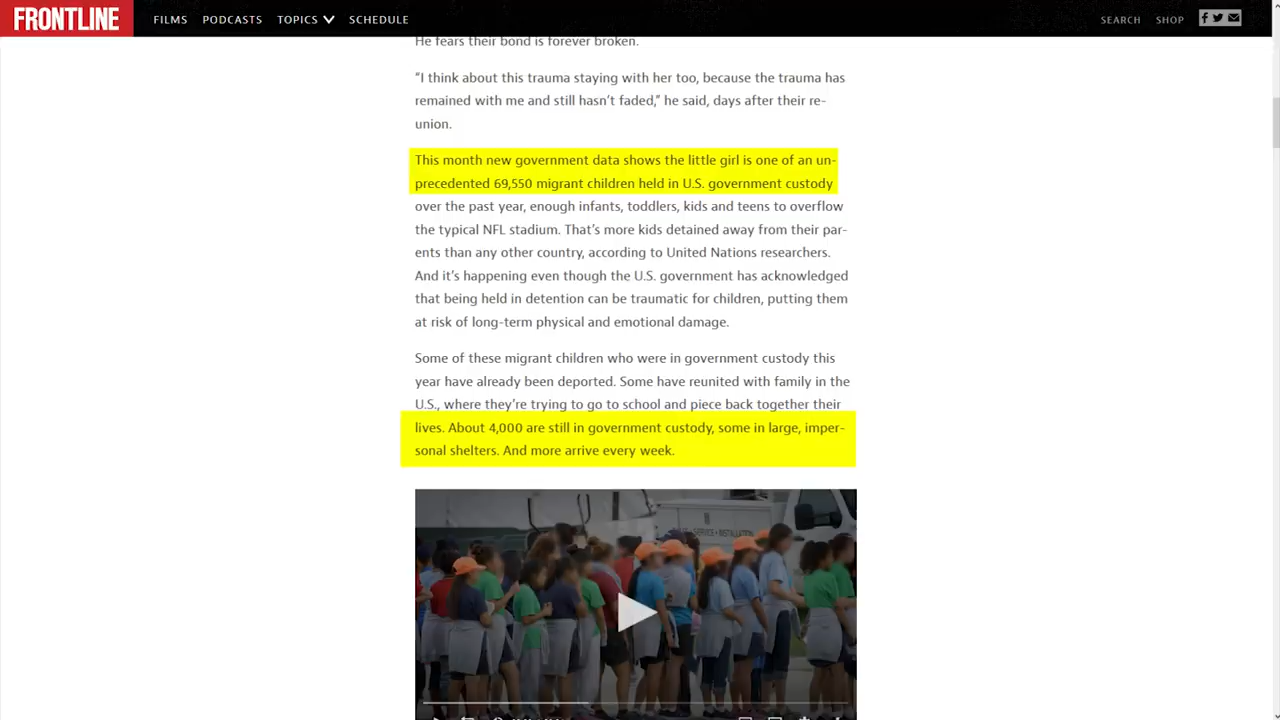 FRONTLINE FILMS PODCASTS TOPICS SCHEDULE SEARCH SHOP
He fears their bond is forever broken.
“I think about this trauma staying with her too, because the trauma has
remained with me and still hasn’t faded,” he said, days after their re-
union.
This month new government data shows the little girl is one of an un-
precedented 69,550 migrant children held in U.S. government custody
over the past year, enough infants, toddlers, kids and teens to overflow
the typical NFL stadium. That’s more kids detained away from their par-
ents than any other country, according to United Nations researchers.
And it’s happening even though the U.S. government has acknowledged
that being held in detention can be traumatic for children, putting them
at risk of long-term physical and emotional damage.
Some of these migrant children who were in government custody this
year have already been deported. Some have reunited with family in the
U.S., where they’re trying to go to school and piece back together their
lives. About 4,000 are still in government custody, some in large, imper-
sonal shelters. And more arrive every week.
SERVICE • INSTALLATION